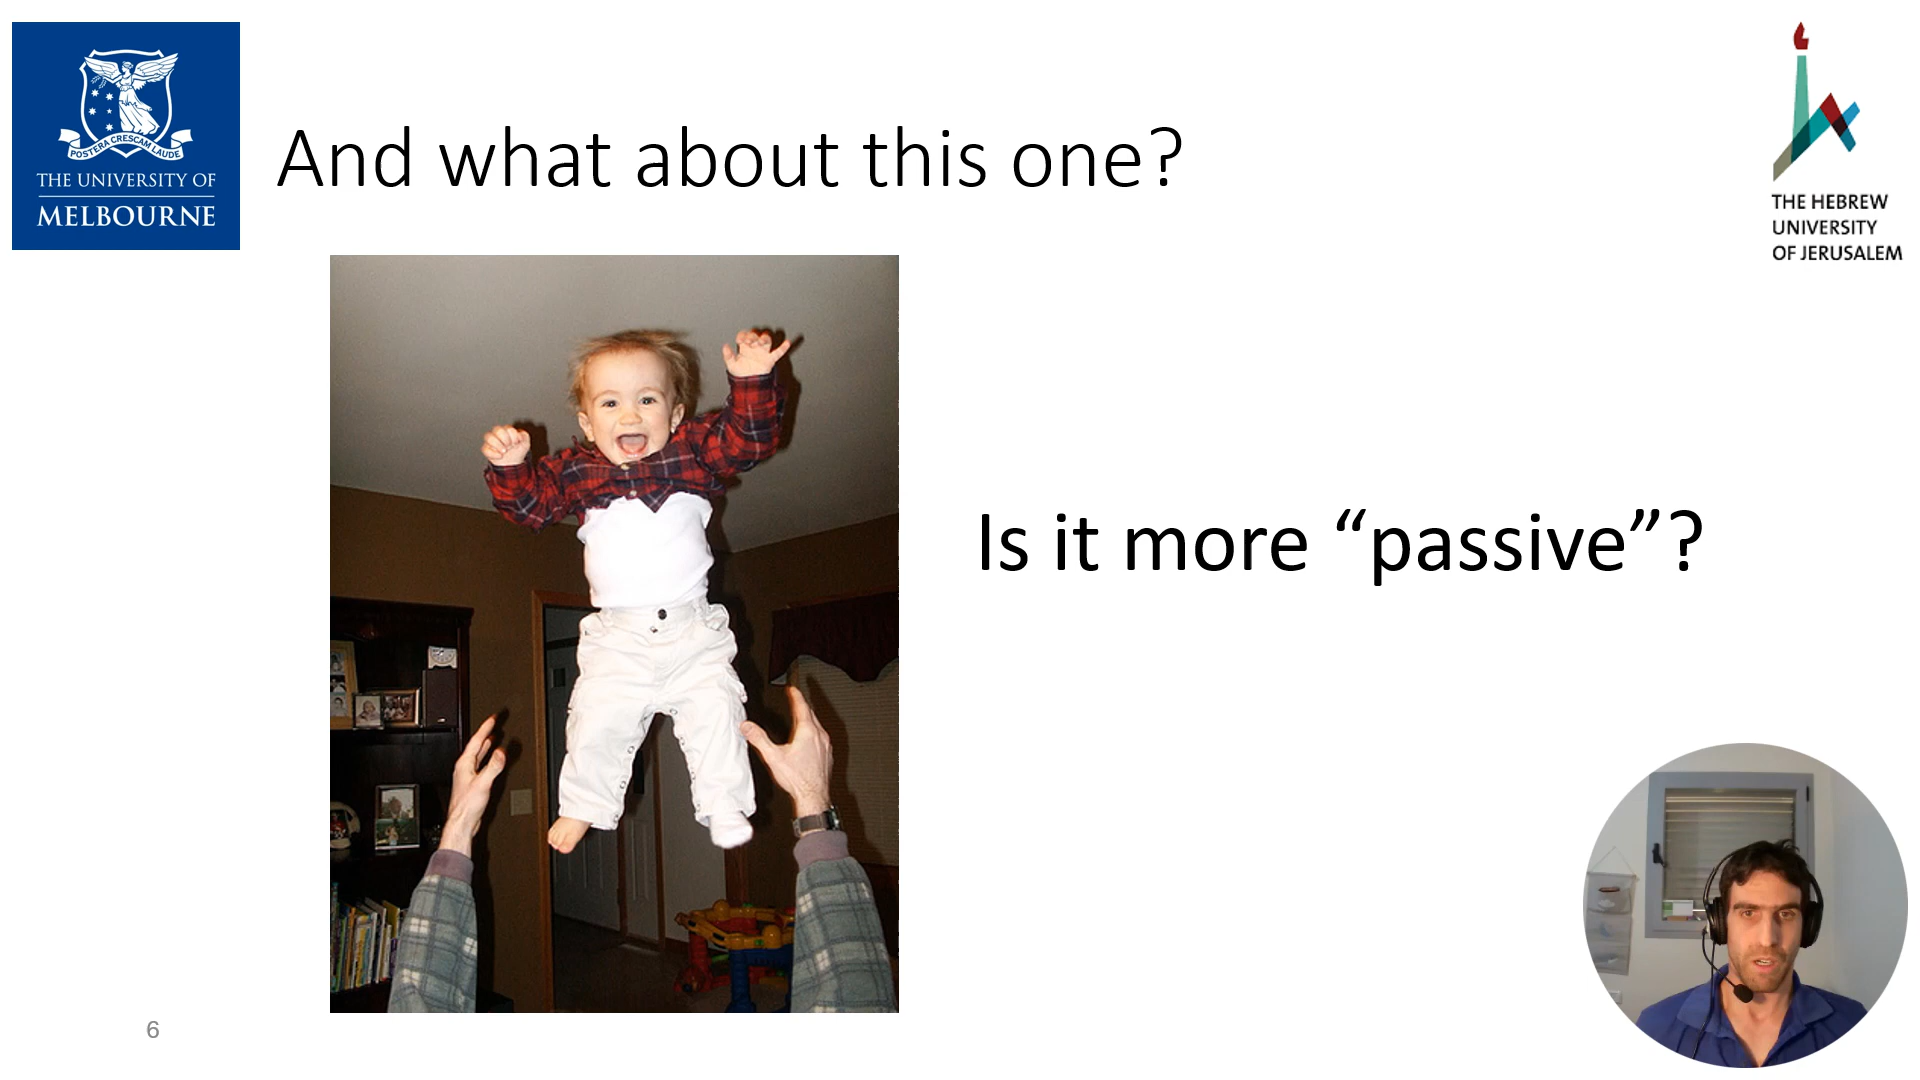 POSTERA CRESCAM LAUDE
THE UNIVERSITY OF
MELBOURNE
And what about this one?
THE HEBREW
UNIVERSITY
OF JERUSALEM
Is it more “passive”?
6